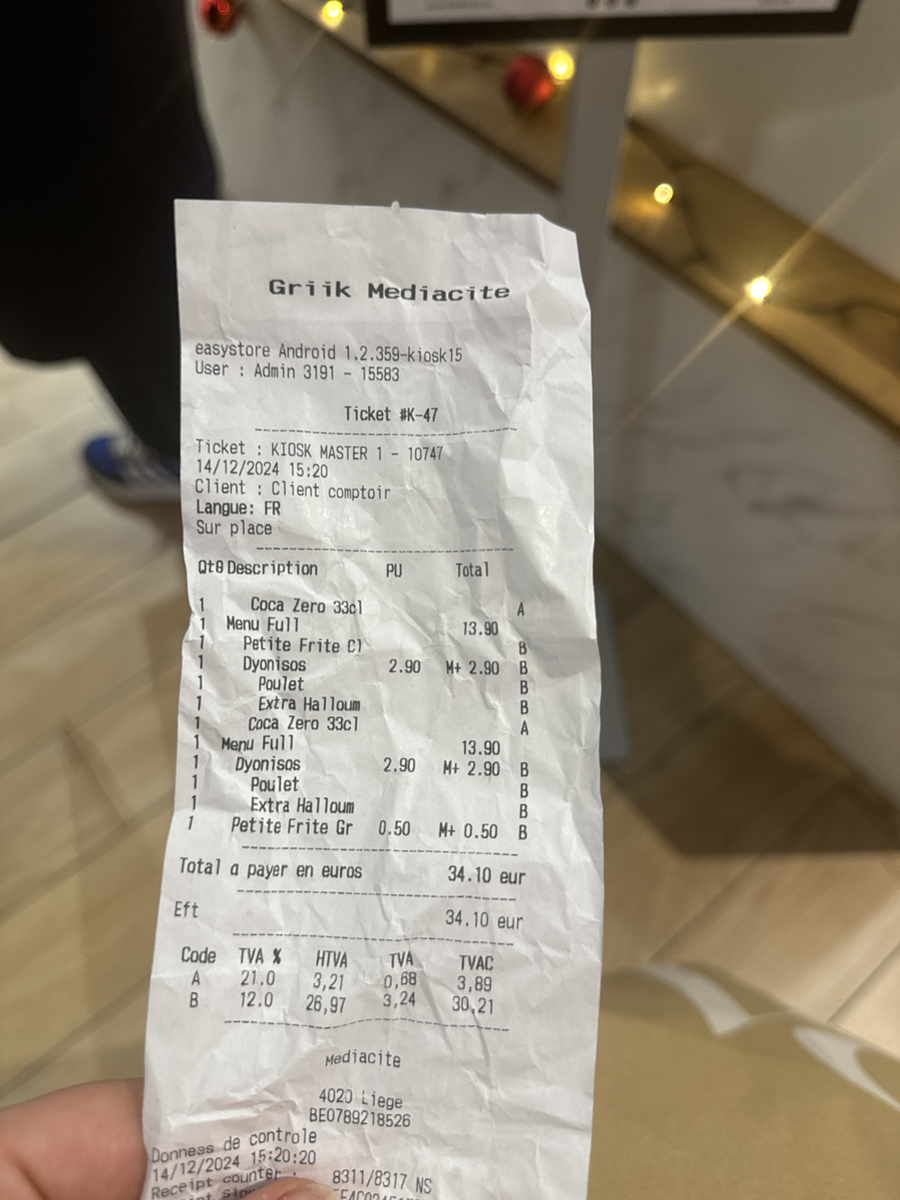 Griik Mediacite
easystore Android 1.2.359-kiosk15
User : Admin 3191 - 15583
Ticket #K-47
Ticket : KIOSK MASTER 1 - 10747
14/12/2024 15:20
Client : Client comptoir
Langue: FR
Sur place
Qté Description PU Total
1 Coca Zero 33cl A
1 Menu Full 13.90
1 Petite Frite Cl B
1 Dyonisos 2.90 M+ 2.90 B
1 Poulet B
1 Extra Halloum B
1 Coca Zero 33cl A
1 Menu Full 13.90
1 Dyonisos 2.90 M+ 2.90 B
1 Poulet B
1 Extra Halloum B
1 Petite Frite Gr 0.50 M+ 0.50 B
Total a payer en euros 34.10 eur
Eft 34.10 eur
Code TVA % HTVA TVA TVAC
A 21.0 3,21 0,68 3,89
B 12.0 26,97 3,24 30,21
Mediacite
4020 Liege
BE0789218526
Donneas de controle
14/12/2024 15:20:20
Receipt counter : 8311/8317 NS